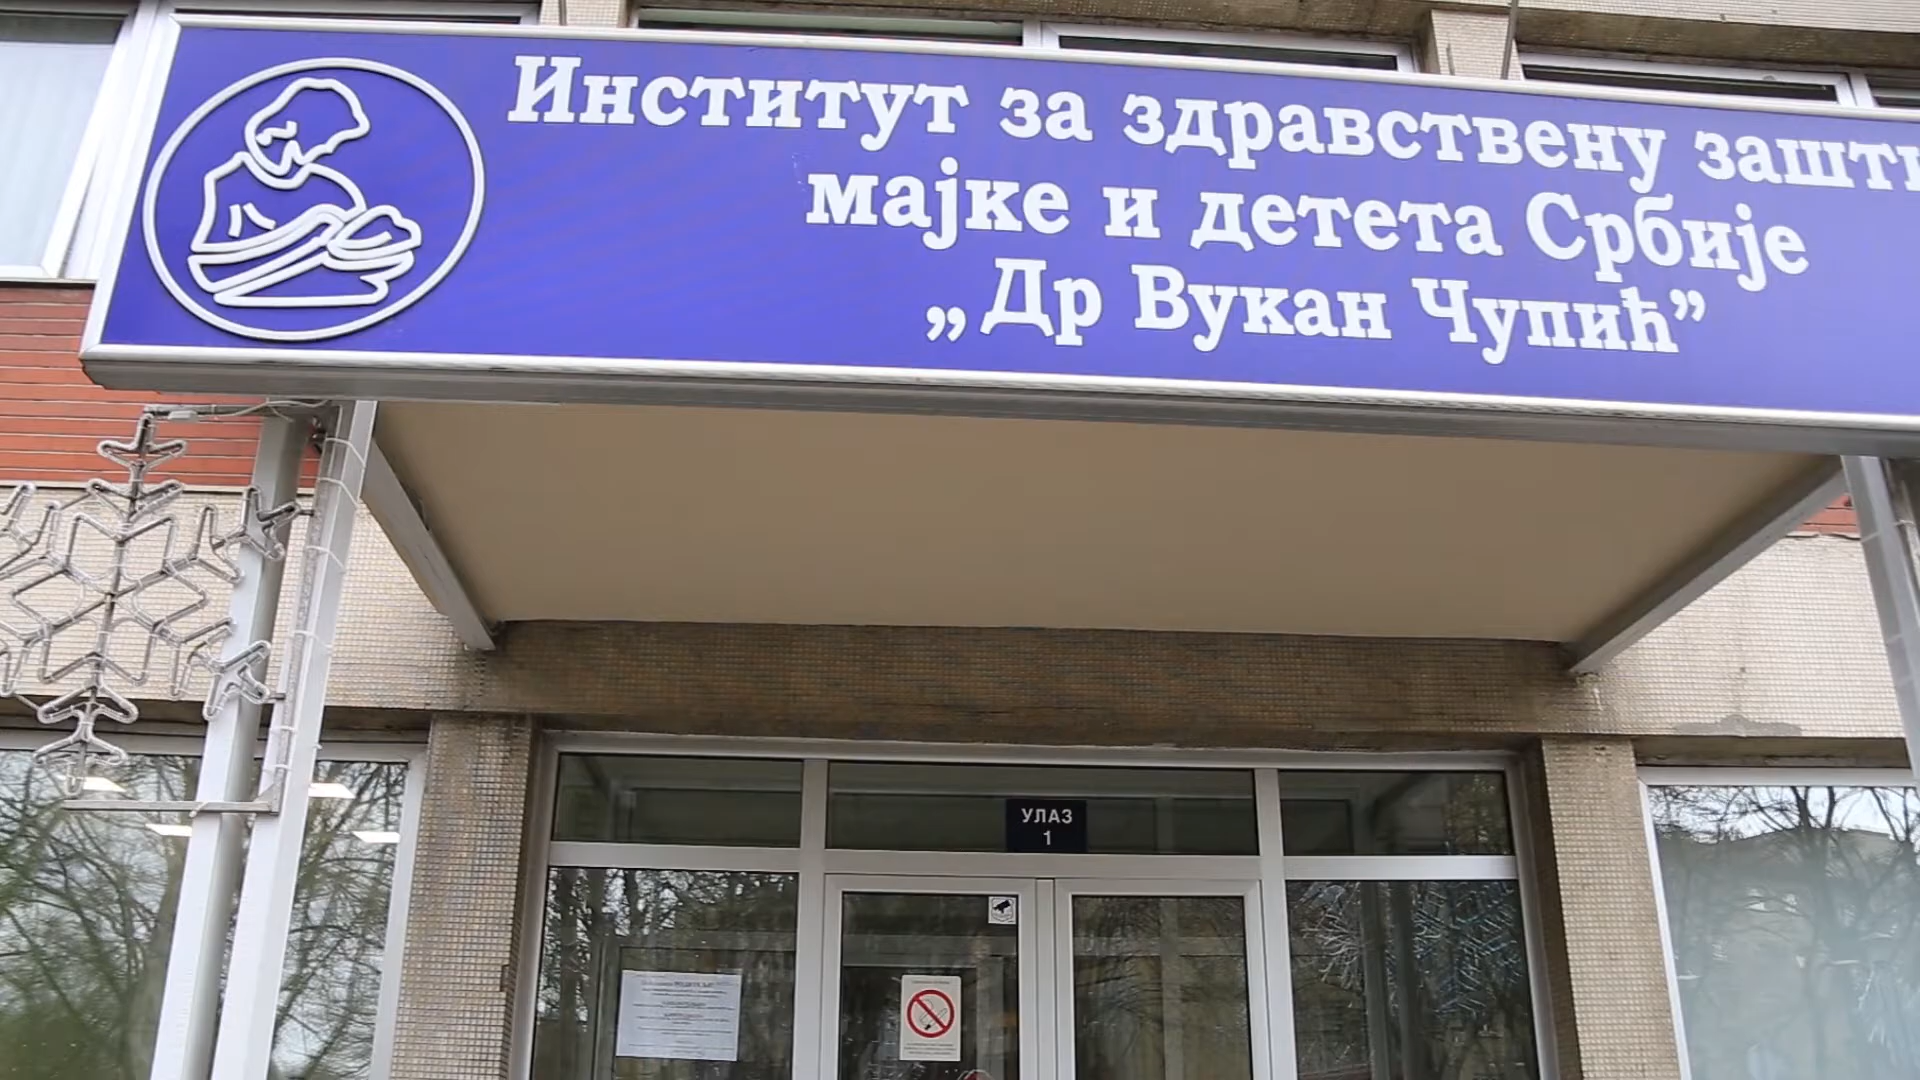 Институт за здравствену зашти
мајке и детета Србије
„Др Вукан Чупић”
УЛАЗ
1